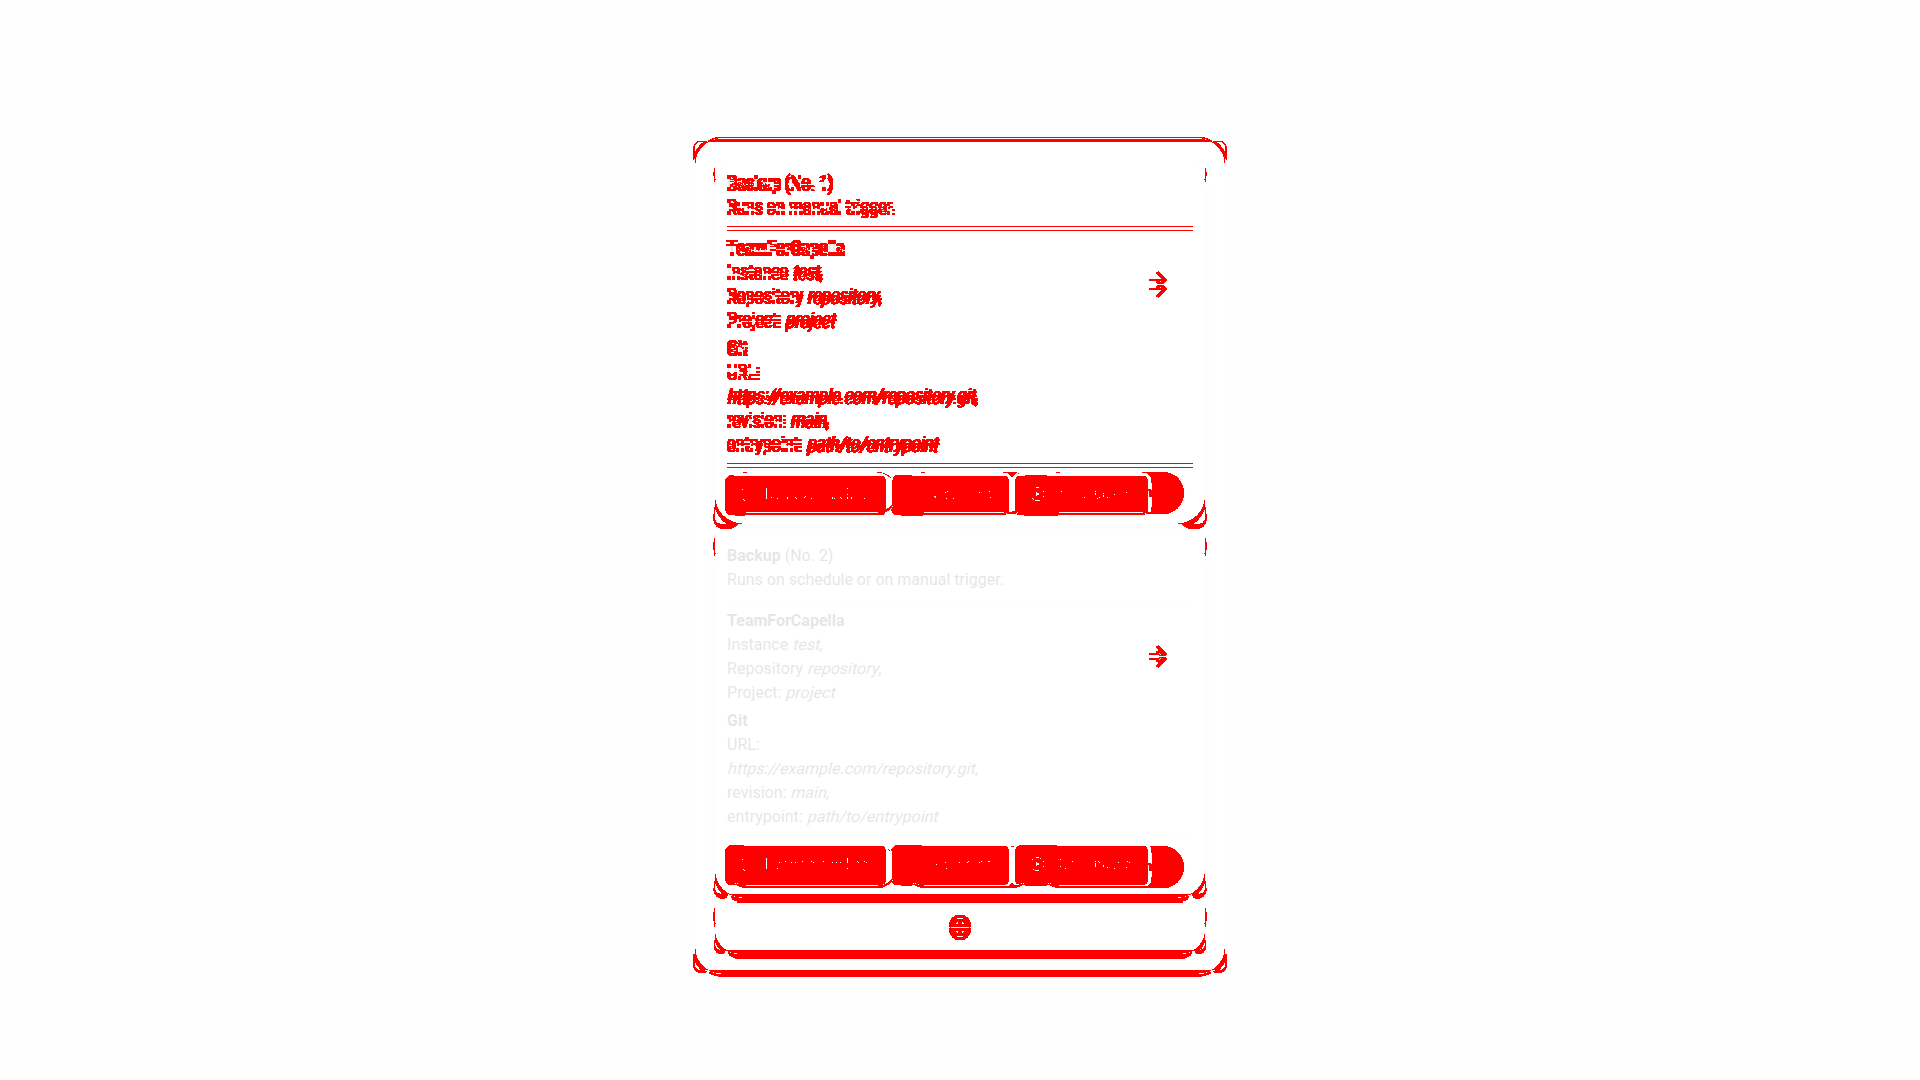 Backup (No. 1)
Runs on manual trigger.
TeamForCapella
Instance test,
Repository repository,
Project: project
Git
URL:
https://example.com/repository.git,
revision: main,
entrypoint: path/to/entrypoint
Backup (No. 2)
Runs on schedule or on manual trigger.
TeamForCapella
Instance test,
Repository repository,
Project: project
Git
URL:
https://example.com/repository.git,
revision: main,
entrypoint: path/to/entrypoint